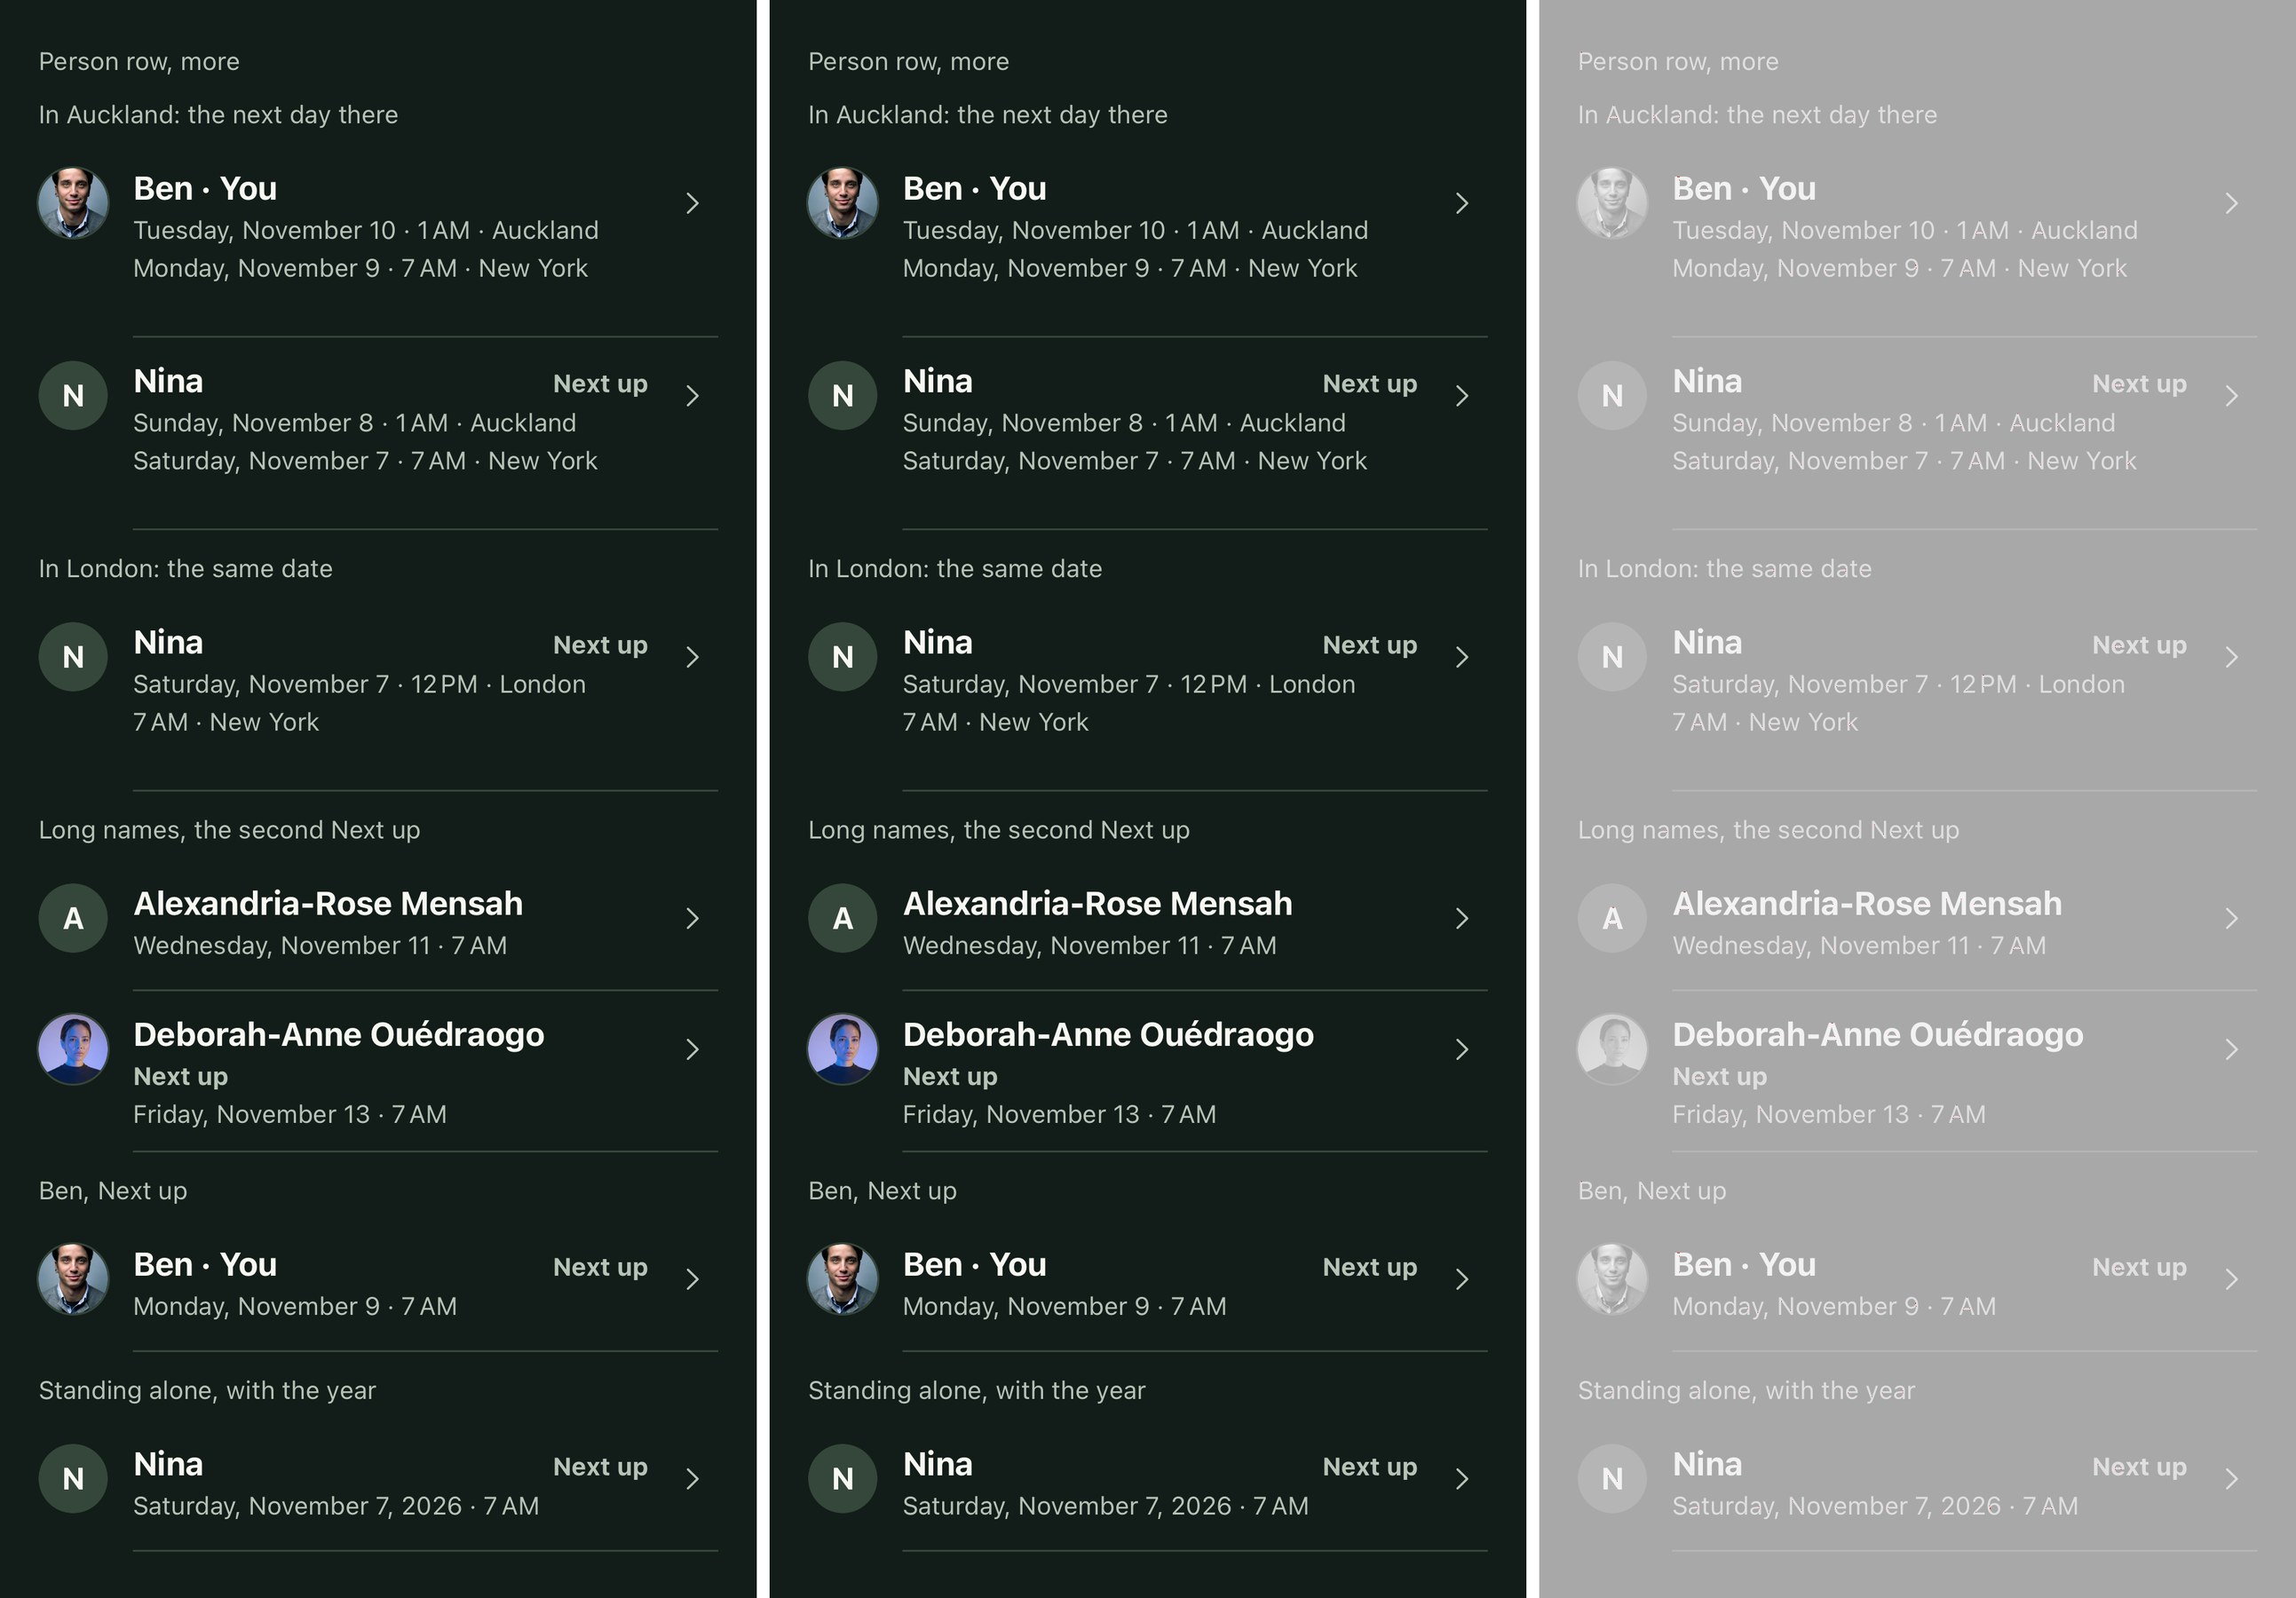 Person row, more
In Auckland: the next day there
Ben · You
Tuesday, November 10 · 1 AM · Auckland
Monday, November 9 · 7 AM · New York
N
Nina
Next up
Sunday, November 8 · 1 AM · Auckland
Saturday, November 7 · 7 AM · New York
In London: the same date
N
Nina
Next up
Saturday, November 7 · 12 PM · London
7 AM · New York
Long names, the second Next up
A
Alexandria-Rose Mensah
Wednesday, November 11 · 7 AM
Deborah-Anne Ouédraogo
Next up
Friday, November 13 · 7 AM
Ben, Next up
Ben · You
Next up
Monday, November 9 · 7 AM
Standing alone, with the year
N
Nina
Next up
Saturday, November 7, 2026 · 7 AM
Person row, more
In Auckland: the next day there
Ben · You
Tuesday, November 10 · 1 AM · Auckland
Monday, November 9 · 7 AM · New York
N
Nina
Next up
Sunday, November 8 · 1 AM · Auckland
Saturday, November 7 · 7 AM · New York
In London: the same date
N
Nina
Next up
Saturday, November 7 · 12 PM · London
7 AM · New York
Long names, the second Next up
A
Alexandria-Rose Mensah
Wednesday, November 11 · 7 AM
Deborah-Anne Ouédraogo
Next up
Friday, November 13 · 7 AM
Ben, Next up
Ben · You
Next up
Monday, November 9 · 7 AM
Standing alone, with the year
N
Nina
Next up
Saturday, November 7, 2026 · 7 AM
Person row, more
In Auckland: the next day there
Ben · You
Tuesday, November 10 · 1 AM · Auckland
Monday, November 9 · 7 AM · New York
N
Nina
Next up
Sunday, November 8 · 1 AM · Auckland
Saturday, November 7 · 7 AM · New York
In London: the same date
N
Nina
Next up
Saturday, November 7 · 12 PM · London
7 AM · New York
Long names, the second Next up
A
Alexandria-Rose Mensah
Wednesday, November 11 · 7 AM
Deborah-Anne Ouédraogo
Next up
Friday, November 13 · 7 AM
Ben, Next up
Ben · You
Next up
Monday, November 9 · 7 AM
Standing alone, with the year
N
Nina
Next up
Saturday, November 7, 2026 · 7 AM